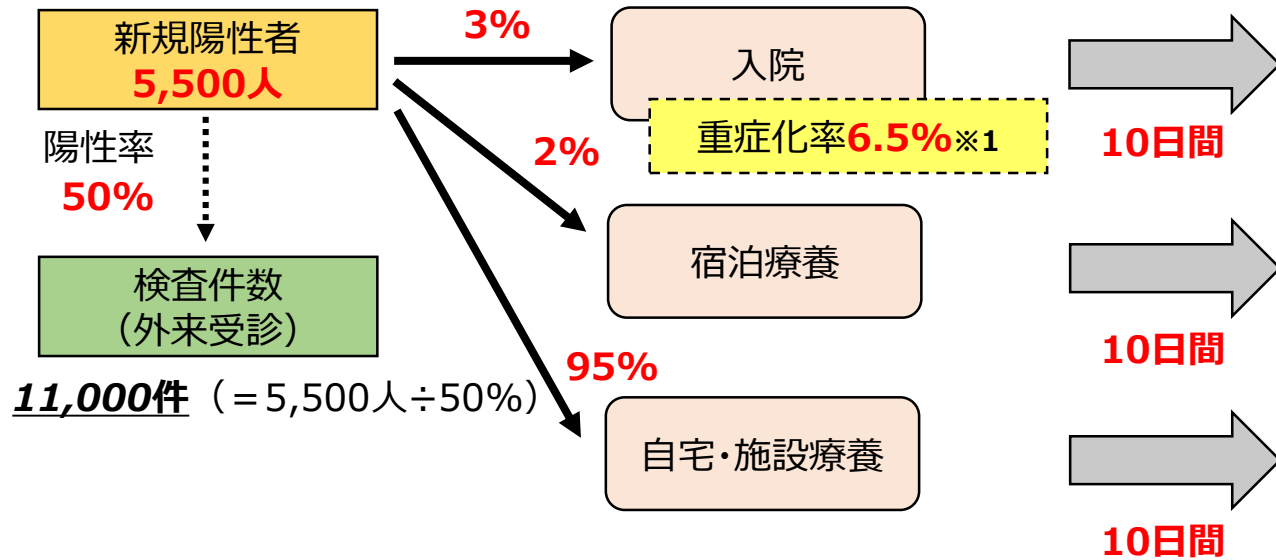 新規陽性者
5,500人
陽性率
50%
検査件数
（外来受診）
11,000件（＝5,500人÷50%）
3%
2%
95%
入院
重症化率6.5%※1
宿泊療養
自宅・施設療養
10日間
10日間
10日間